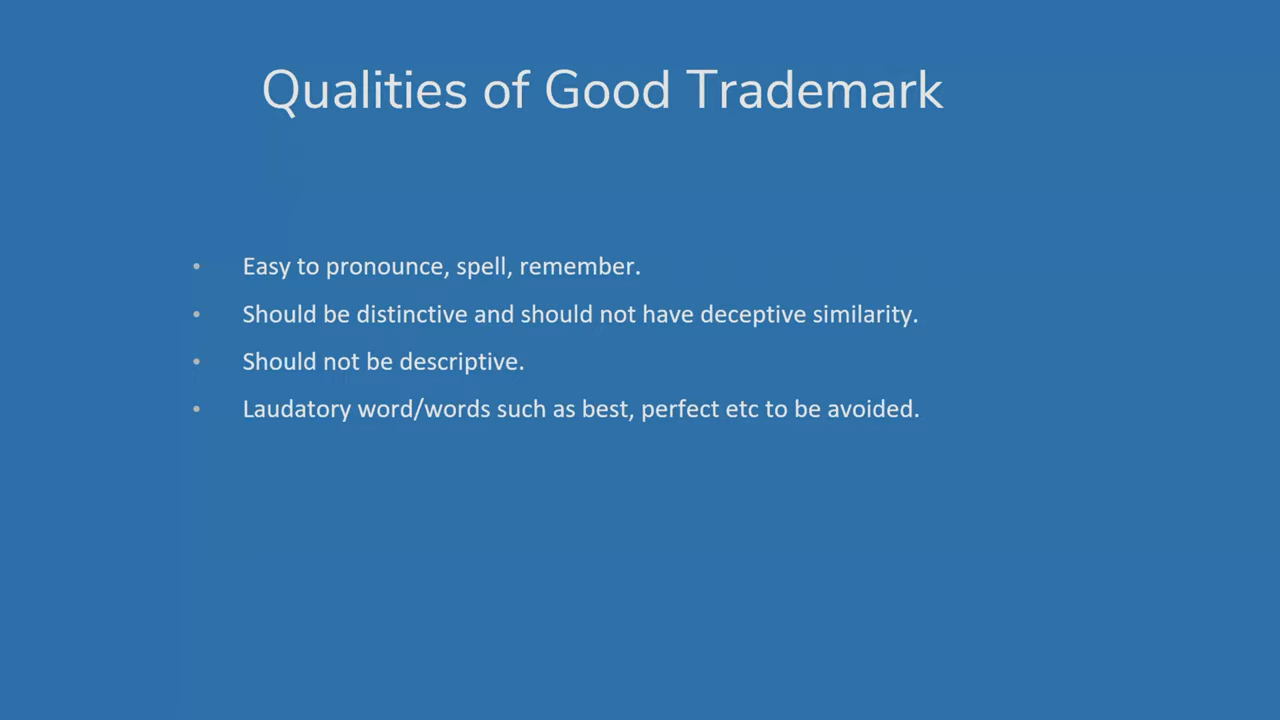 Qualities of Good Trademark
• Easy to pronounce, spell, remember.
• Should be distinctive and should not have deceptive similarity.
• Should not be descriptive.
• Laudatory word/words such as best, perfect etc to be avoided.